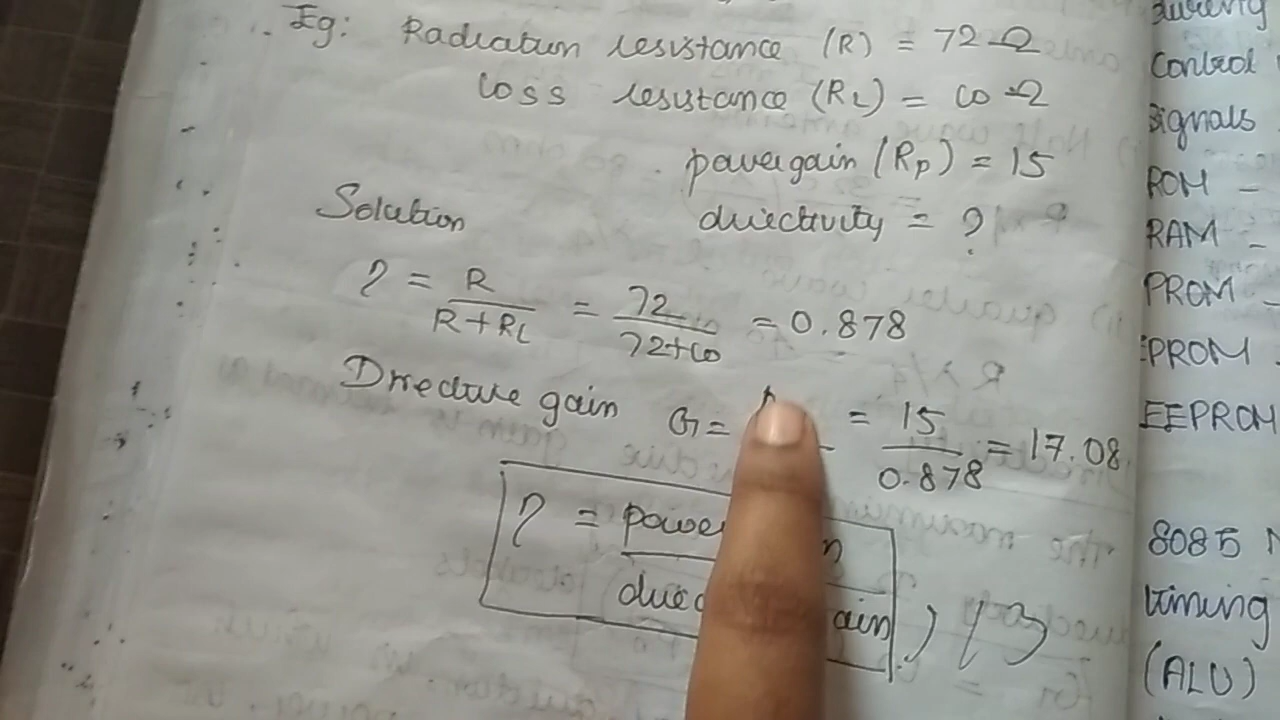 Eg: Radiation resistance (R) = 72 Ω
loss resistance (RL) = 10 Ω
power gain (Rp) = 15
directivity = ?
Solution
η = R / R+RL = 72 / 72+10 = 0.878
Directive gain G = = 15 / 0.878 = 17.08
η = power
gain
during
control
signals
ROM -
RAM -
PROM -
EPROM
EEPROM
8085
timing
(ALU)